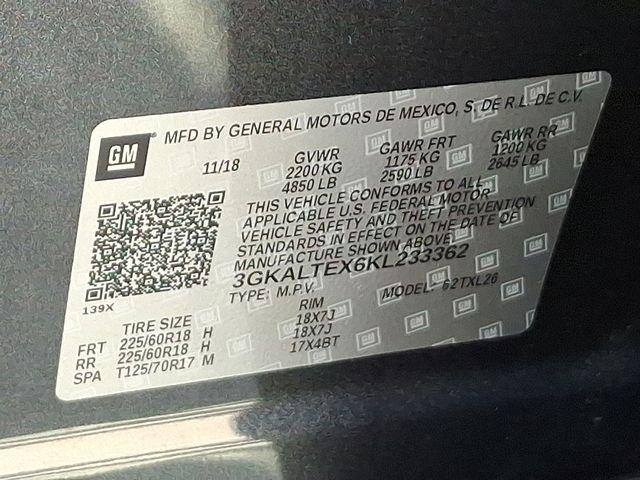 GM MFD BY GENERAL MOTORS DE MEXICO, S. DE R.L. DE C.V.
11/18 GVWR GAWR FRT GAWR RR
2200 KG 1175 KG 1200 KG
4850 LB 2590 LB 2645 LB
THIS VEHICLE CONFORMS TO ALL
APPLICABLE U.S. FEDERAL MOTOR
VEHICLE SAFETY AND THEFT PREVENTION
STANDARDS IN EFFECT ON THE DATE OF
MANUFACTURE SHOWN ABOVE
3GKALTEX6KL233362
139X TYPE: M.P.V. MODEL: 62TXL26
TIRE SIZE RIM
FRT 225/60R18 H 18X7J
RR 225/60R18 H 18X7J
SPA T125/70R17 M 17X4BT